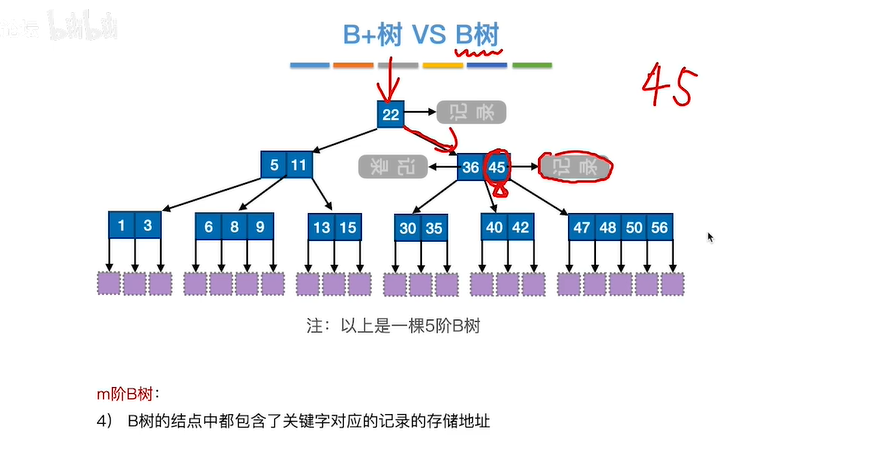 bilibili
B+树 VS B树
45
22
记录
5 11
记录
36 45
记录
1 3
6 8 9
13 15
30 35
40 42
47 48 50 56
注：以上是一棵5阶B树
m阶B树：
4） B树的结点中都包含了关键字对应的记录的存储地址